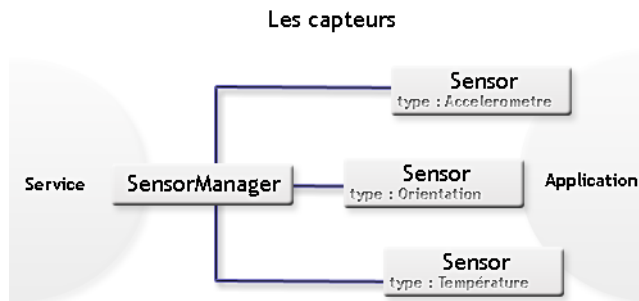 Les capteurs
Sensor
type : Accelerometre
Service
SensorManager
Sensor
type : Orientation
Application
Sensor
type : Température